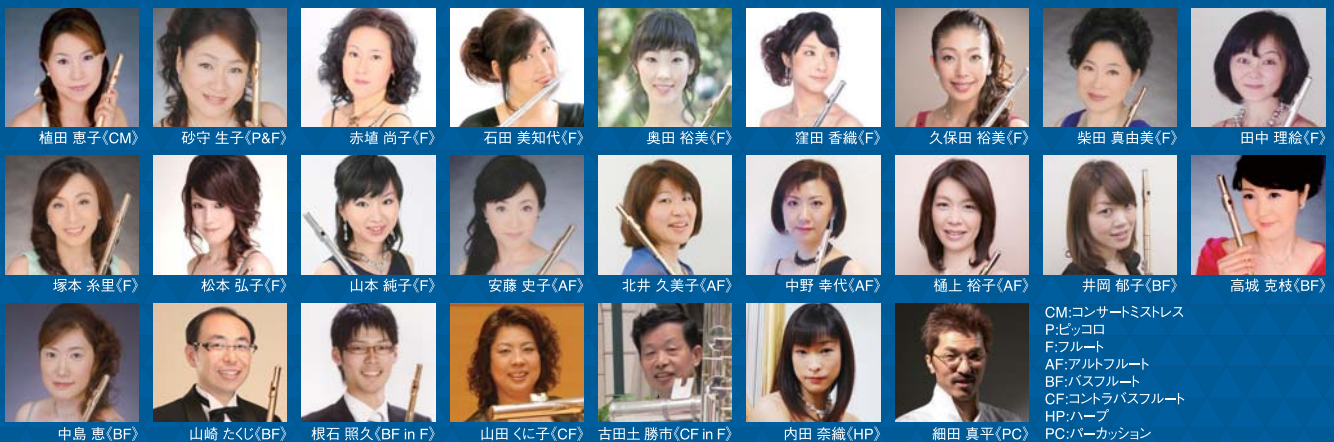 植田 恵子《CM》
砂守 生子《P&F》
赤埴 尚子《F》
石田 美知代《F》
奥田 裕美《F》
窪田 香織《F》
久保田 裕美《F》
柴田 真由美《F》
田中 理絵《F》
塚本 糸里《F》
松本 弘子《F》
山本 純子《F》
安藤 史子《AF》
北井 久美子《AF》
中野 幸代《AF》
樋上 裕子《AF》
井岡 郁子《BF》
高城 克枝《BF》
中島 恵《BF》
山崎 たくじ《BF》
根石 照久《BF in F》
山田 くに子《CF》
古田土 勝市《CF in F》
内田 奈織《HP》
細田 真平《PC》
CM:コンサートミストレス
P:ピッコロ
F:フルート
AF:アルトフルート
BF:バスフルート
CF:コントラバスフルート
HP:ハープ
PC:パーカッション